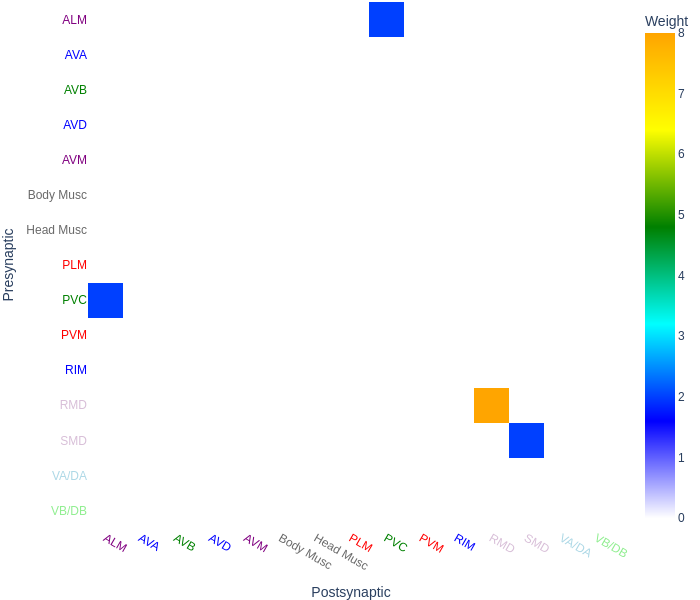 Weight
ALM
AVA
AVB
AVD
AVM
Body Musc
Head Musc
PLM
PVC
PVM
RIM
RMD
SMD
VA/DA
VB/DB
Presynaptic
8
7
6
5
4
3
2
1
0
ALM
AVA
AVB
AVD
AVM
Body Musc
Head Musc
PLM
PVC
PVM
RIM
RMD
SMD
VA/DA
VB/DB
Postsynaptic